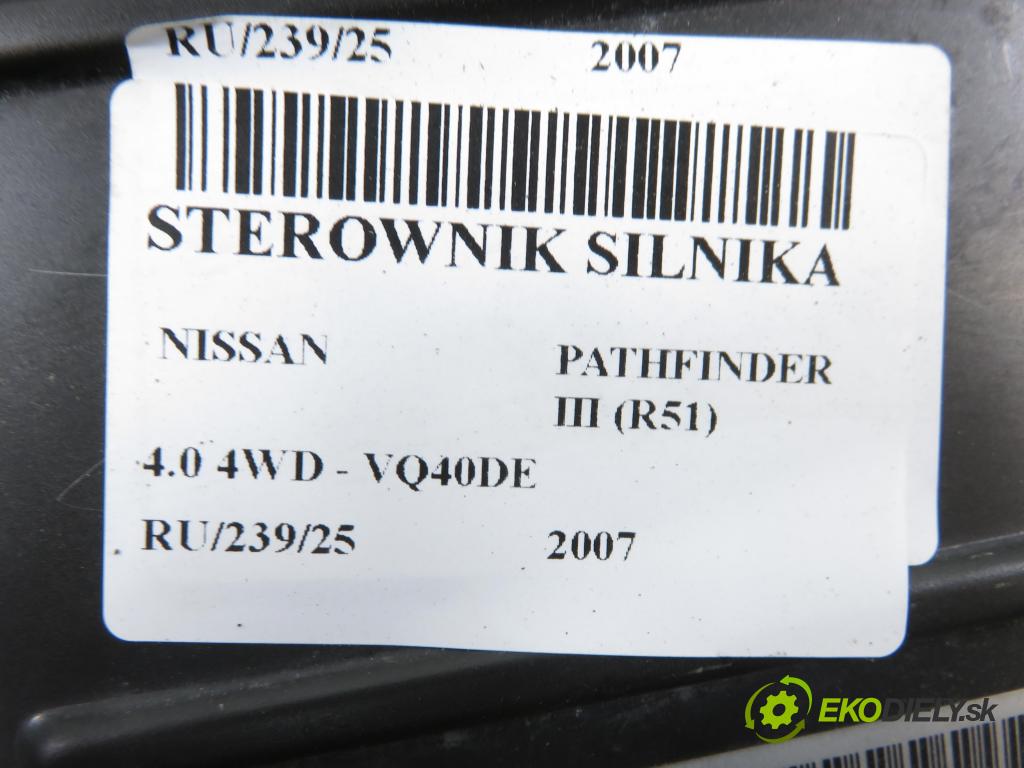 RU/239/25 2007
STEROWNIK SILNIKA
NISSAN PATHFINDER
III (R51)
4.0 4WD - VQ40DE
RU/239/25 2007
EKODIELY.sk